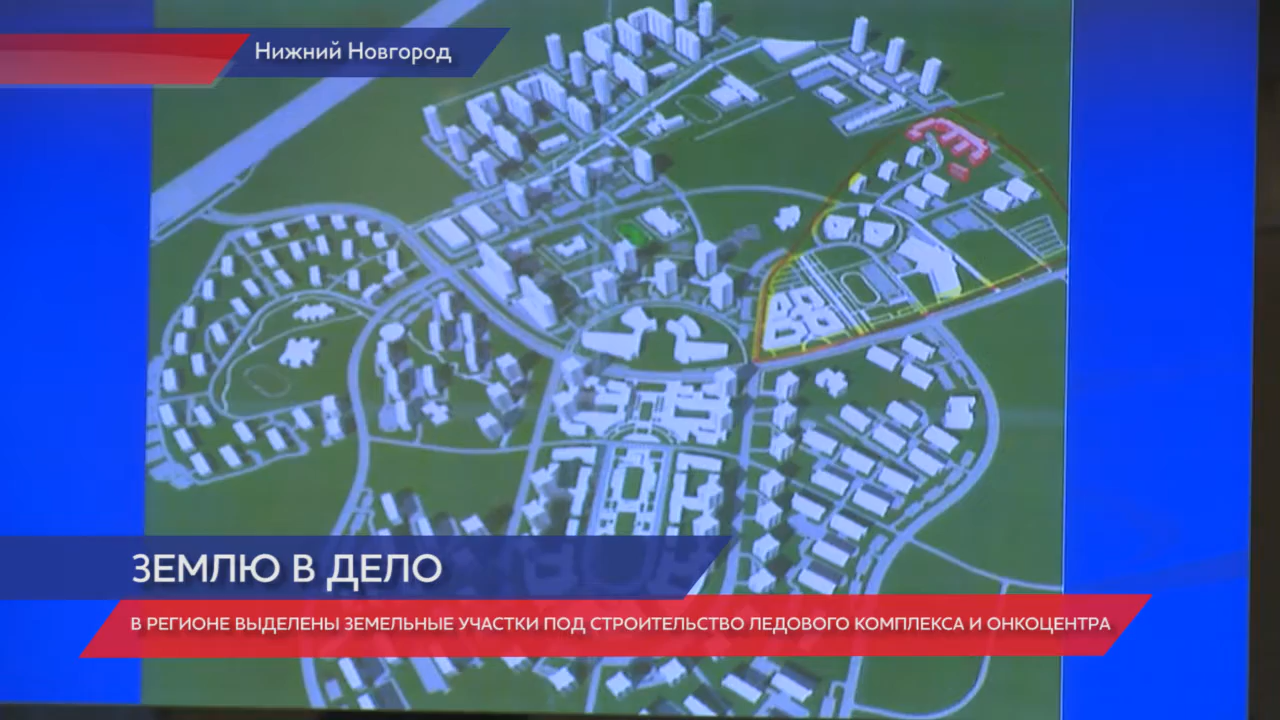 Нижний Новгород
ЗЕМЛЮ В ДЕЛО
В РЕГИОНЕ ВЫДЕЛЕНЫ ЗЕМЕЛЬНЫЕ УЧАСТКИ ПОД СТРОИТЕЛЬСТВО ЛЕДОВОГО КОМПЛЕКСА И ОНКОЦЕНТРА